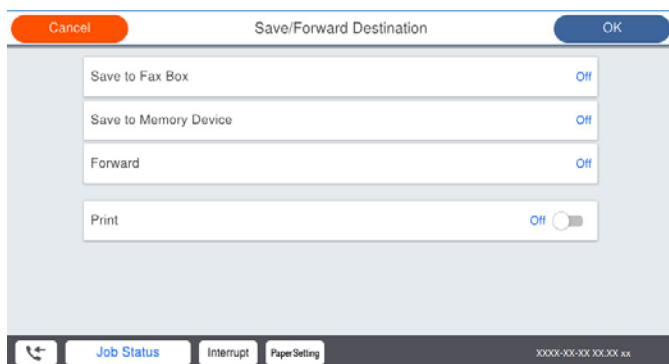 Cancel Save/Forward Destination OK
Save to Fax Box Off
Save to Memory Device Off
Forward Off
Print Off
Job Status Interrupt Paper Setting XXXX-XX-XX XX:XX xx